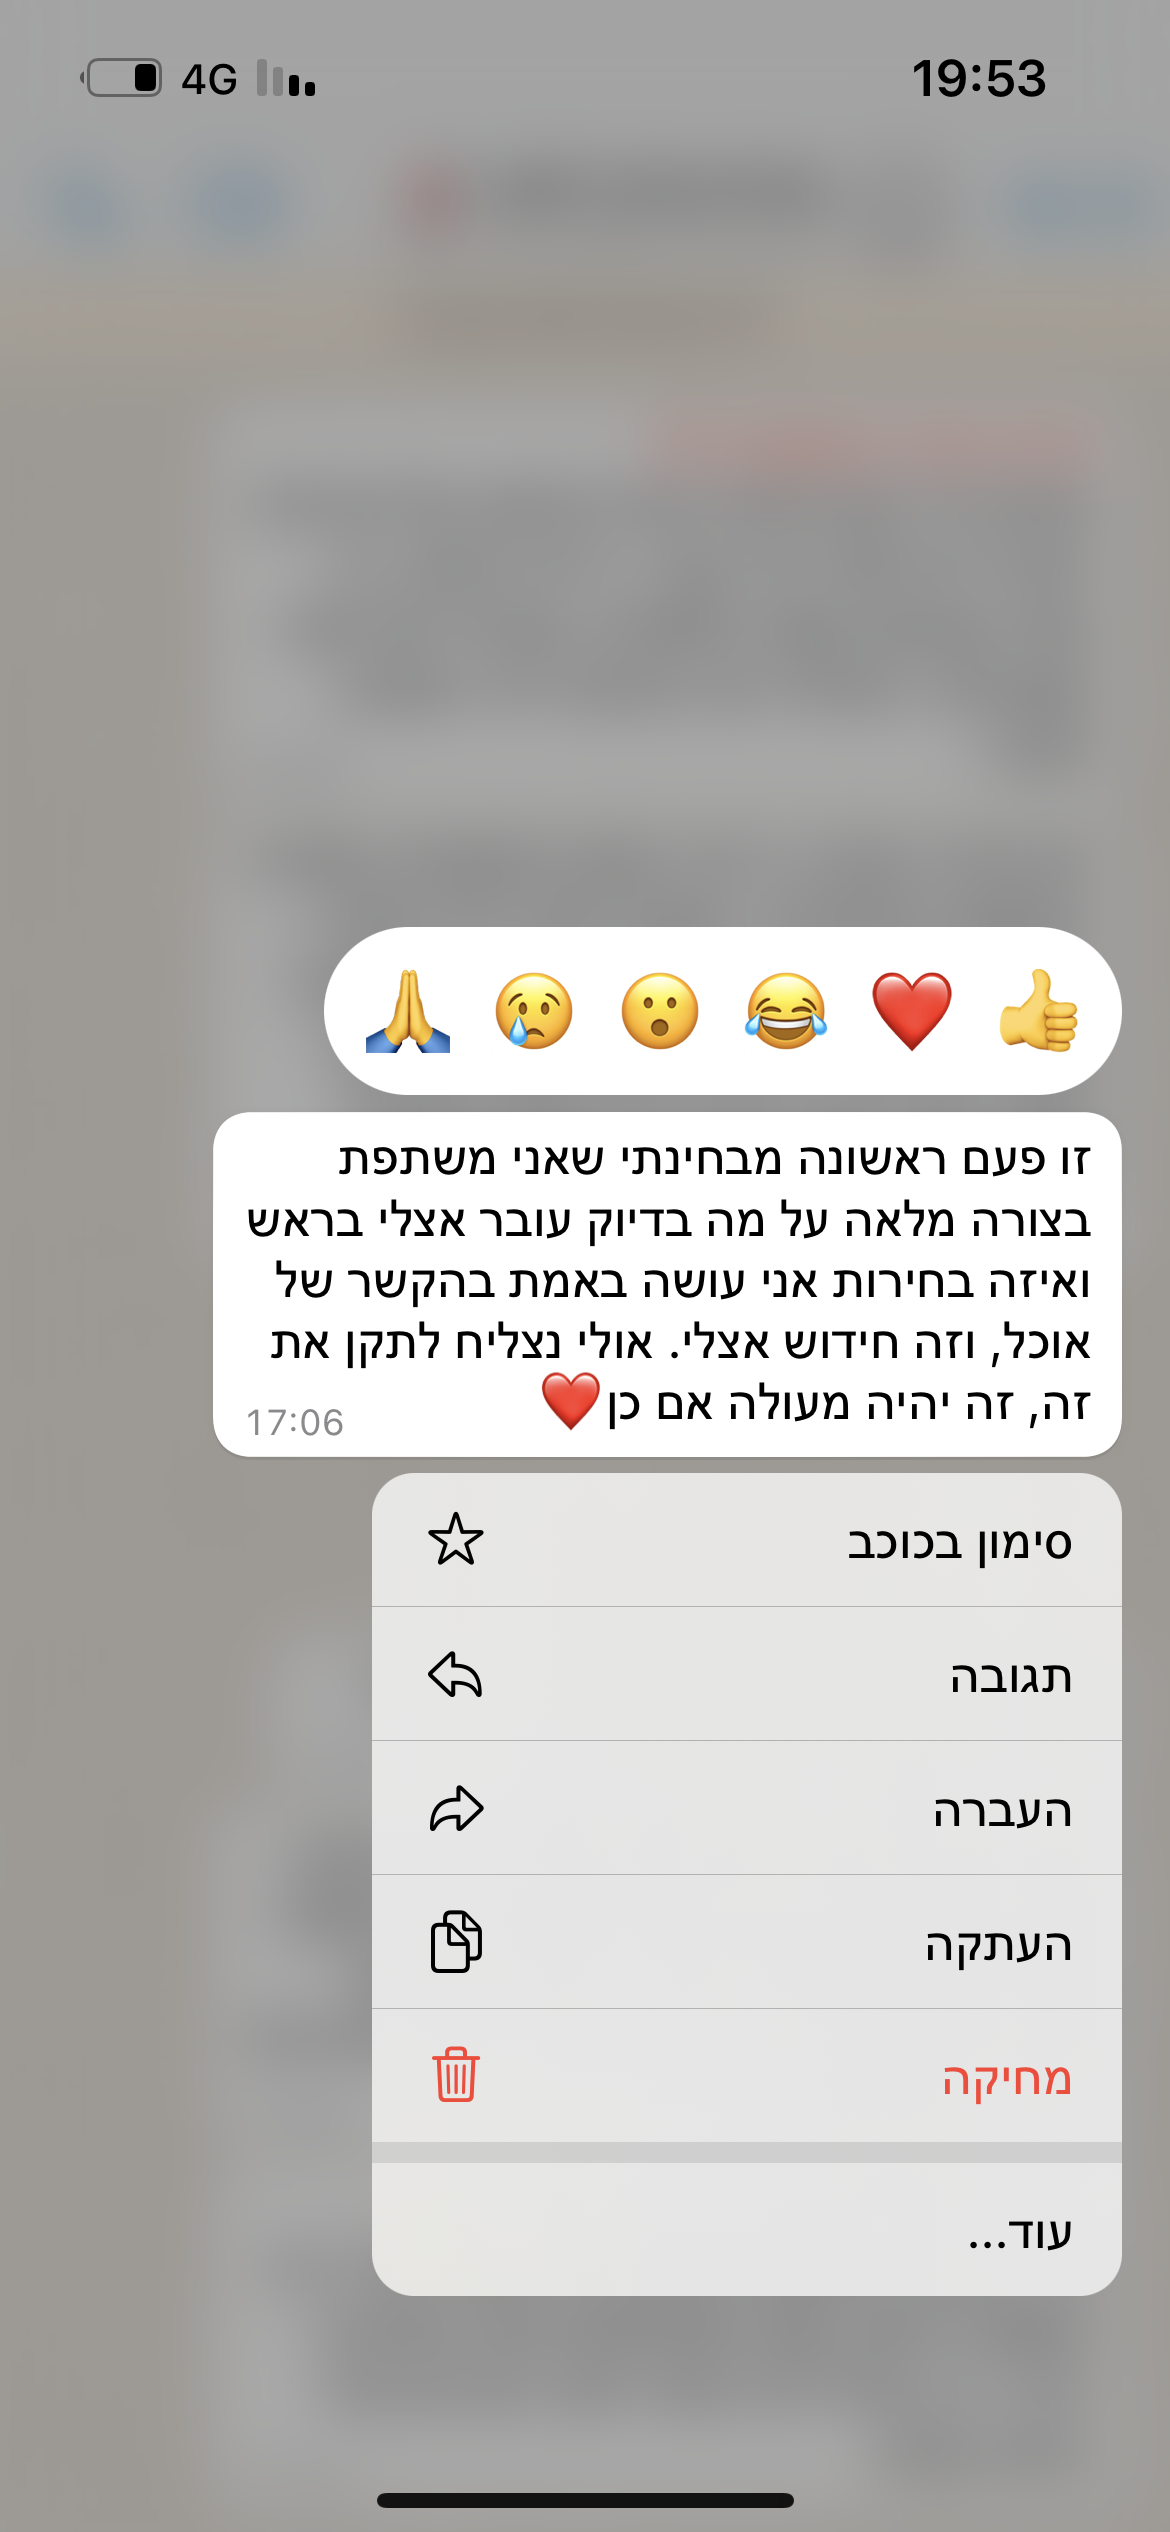 19:53
4G
זו פעם ראשונה מבחינתי שאני משתפת
בצורה מלאה על מה בדיוק עובר אצלי בראש
ואיזה בחירות אני עושה באמת בהקשר של
אוכל, וזה חידוש אצלי. אולי נצליח לתקן את
זה, זה יהיה מעולה אם כן❤️
17:06
סימון בכוכב
תגובה
העברה
העתקה
מחיקה
עוד...